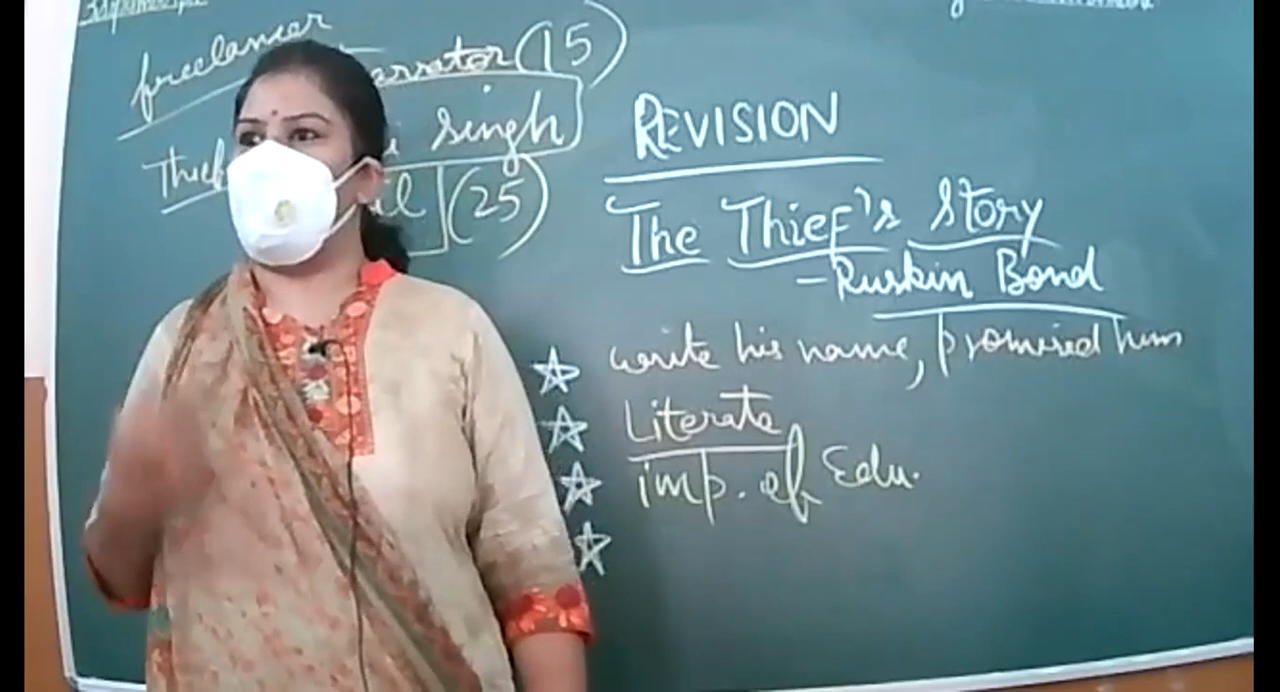 freelancer
(15)
Thief singh
(25)
REVISION
The Thief's Story
- Ruskin Bond
write his name, promised him
Literate
imp. of Edu.